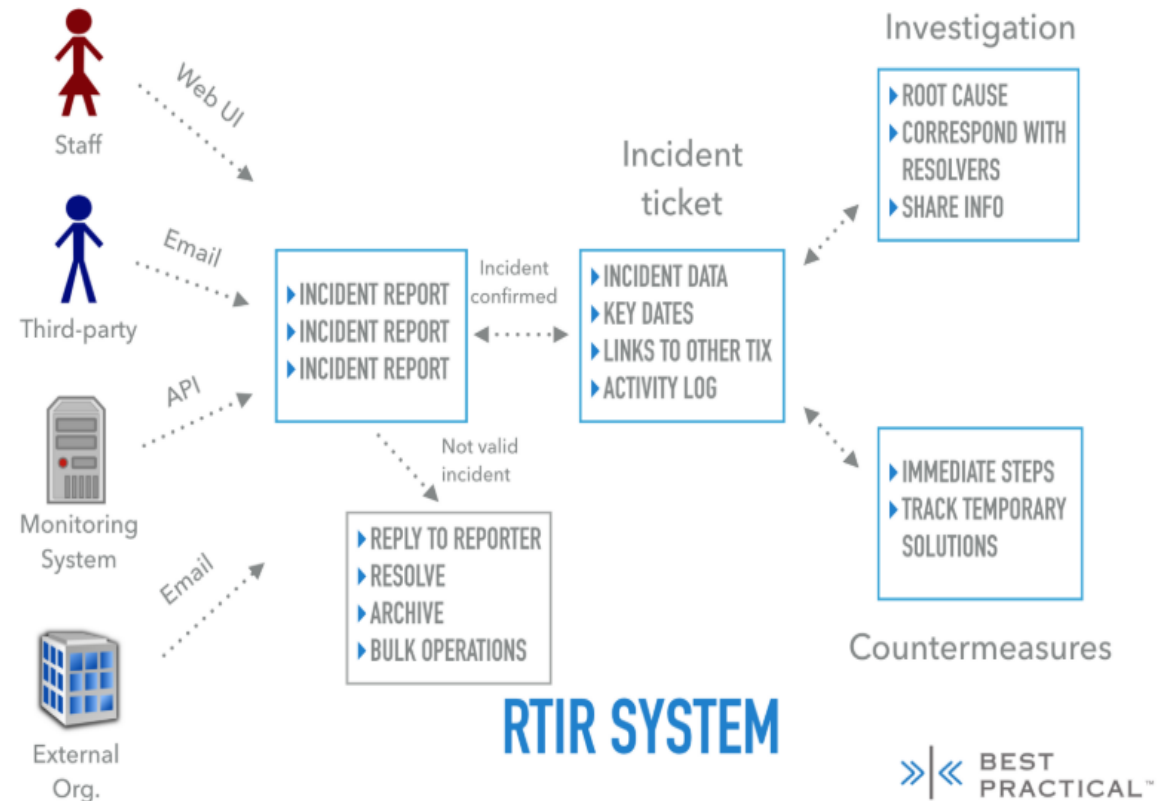 Staff
Web UI
Third-party
Email
Monitoring
System
API
External
Org.
Email
▸INCIDENT REPORT
▸INCIDENT REPORT
▸INCIDENT REPORT
Incident
confirmed
Not valid
incident
▸REPLY TO REPORTER
▸RESOLVE
▸ARCHIVE
▸BULK OPERATIONS
Incident
ticket
▸INCIDENT DATA
▸KEY DATES
▸LINKS TO OTHER TIX
▸ACTIVITY LOG
Investigation
▸ROOT CAUSE
▸CORRESPOND WITH
RESOLVERS
▸SHARE INFO
▸IMMEDIATE STEPS
▸TRACK TEMPORARY
SOLUTIONS
Countermeasures
RTIR SYSTEM
BEST
PRACTICAL™